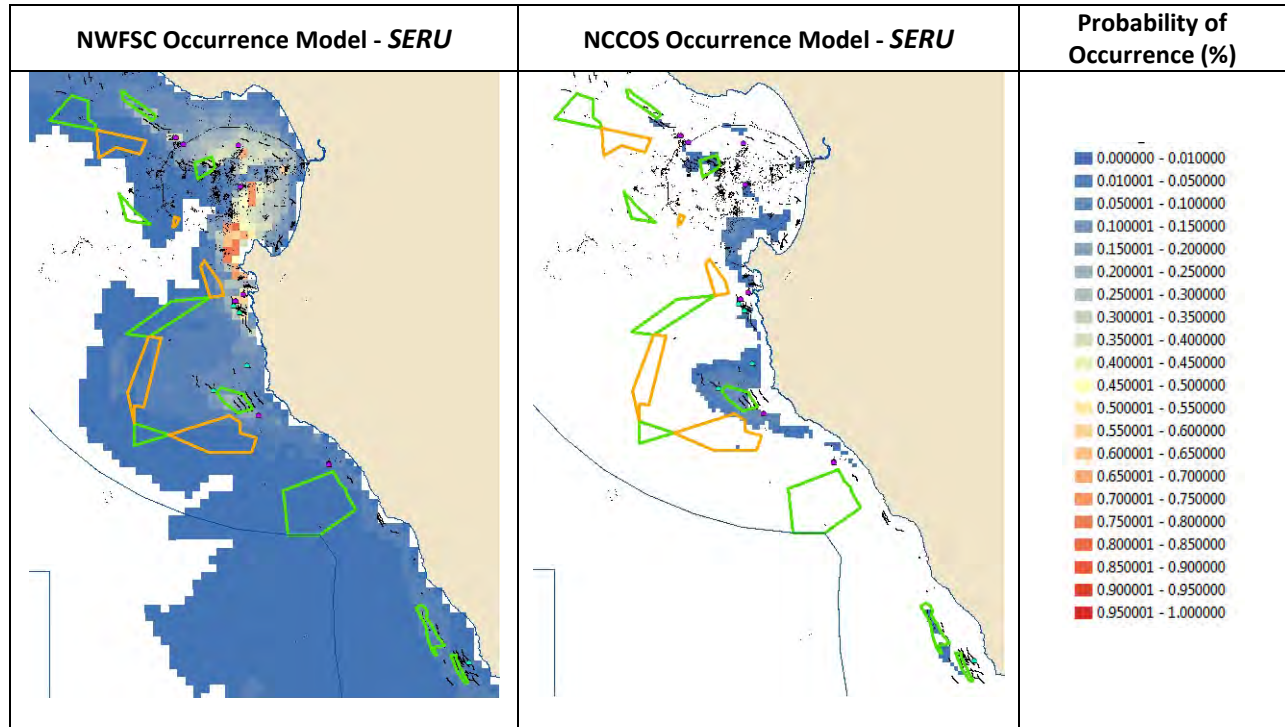 NWFSC Occurrence Model - SERU
NCCOS Occurrence Model - SERU
Probability of
Occurrence (%)
0.000000 - 0.010000
0.010001 - 0.050000
0.050001 - 0.100000
0.100001 - 0.150000
0.150001 - 0.200000
0.200001 - 0.250000
0.250001 - 0.300000
0.300001 - 0.350000
0.350001 - 0.400000
0.400001 - 0.450000
0.450001 - 0.500000
0.500001 - 0.550000
0.550001 - 0.600000
0.600001 - 0.650000
0.650001 - 0.700000
0.700001 - 0.750000
0.750001 - 0.800000
0.800001 - 0.850000
0.850001 - 0.900000
0.900001 - 0.950000
0.950001 - 1.000000